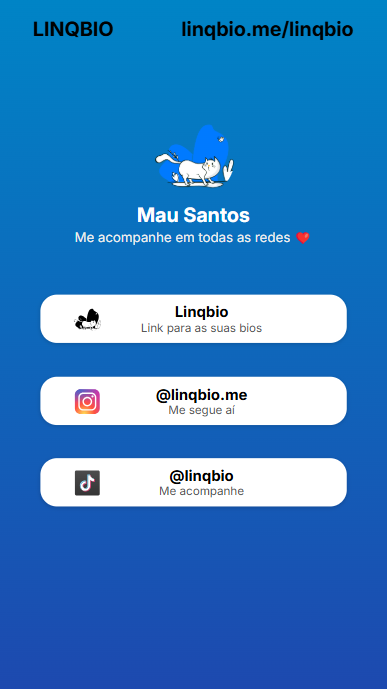 LINQBIO linqbio.me/linqbio
Mau Santos
Me acompanhe em todas as redes ❤️
Linqbio
Link para as suas bios
@linqbio.me
Me segue aí
@linqbio
Me acompanhe